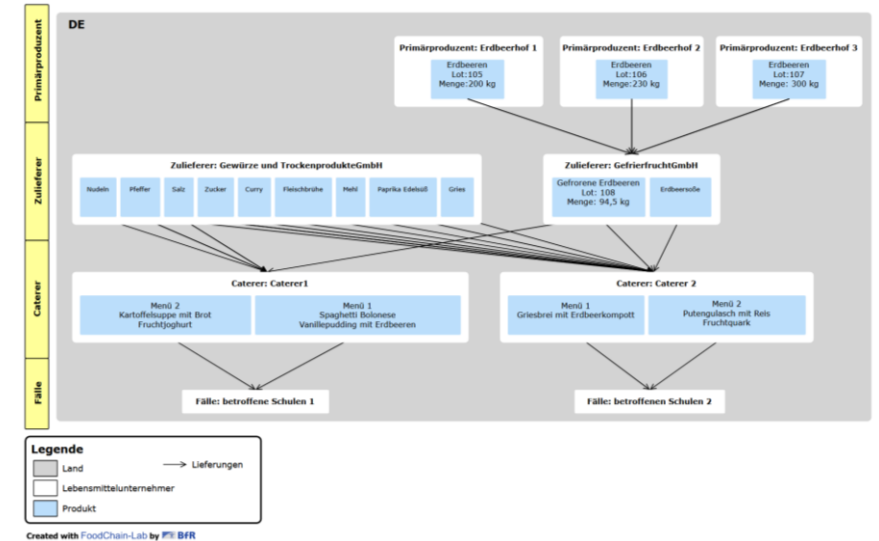 DE
Primärproduzent
Primärproduzent: Erdbeerhof 1
Erdbeeren
Lot:105
Menge:200 kg
Primärproduzent: Erdbeerhof 2
Erdbeeren
Lot:106
Menge:230 kg
Primärproduzent: Erdbeerhof 3
Erdbeeren
Lot:107
Menge: 300 kg
Zulieferer
Zulieferer: Gewürze und TrockenprodukteGmbH
Nudeln
Pfeffer
Salz
Zucker
Curry
Fleischbrühe
Mehl
Paprika Edelsüß
Gries
Zulieferer: GefrierfruchtGmbH
Gefrorene Erdbeeren
Lot: 108
Menge: 94,5 kg
Erdbeersoße
Caterer
Caterer: Caterer1
Menü 2
Kartoffelsuppe mit Brot
Fruchtjoghurt
Menü 1
Spaghetti Bolonese
Vanillepudding mit Erdbeeren
Caterer: Caterer 2
Menü 1
Griesbrei mit Erdbeerkompott
Menü 2
Putengulasch mit Reis
Fruchtquark
Fälle
Fälle: betroffene Schulen 1
Fälle: betroffenen Schulen 2
Legende
Land
Lieferungen
Lebensmittelunternehmer
Produkt
Created with FoodChain-Lab by BfR